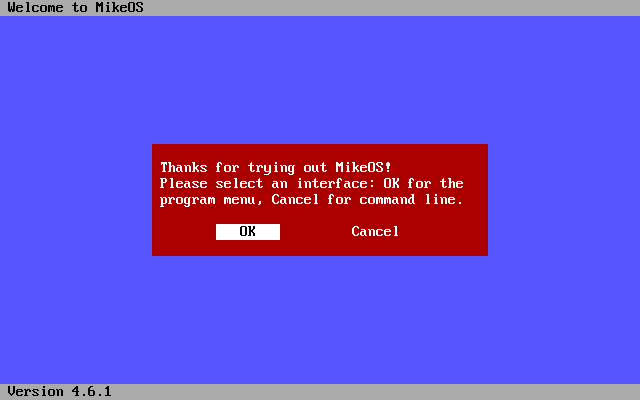 Welcome to MikeOS
Thanks for trying out MikeOS!
Please select an interface: OK for the
program menu, Cancel for command line.
OK Cancel
Version 4.6.1